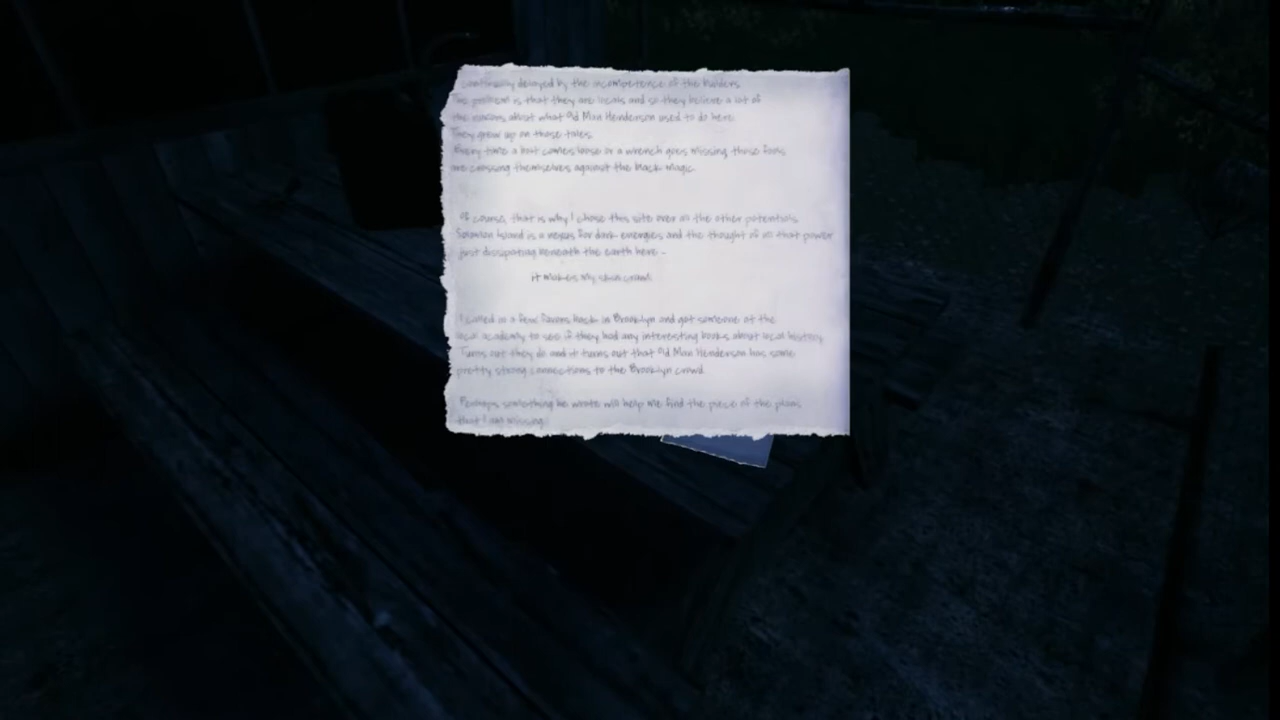 continually delayed by the incompetence of the builders.
The problem is that they are locals and so they believe a lot of
the rumors about what Old Man Henderson used to do here.
They grew up on those tales.
Every time a bolt comes loose or a wrench goes missing, those fools
are crossing themselves against the black magic.
Of course, that is why I chose this site over all the other potentials.
Solomon Island is a nexus for dark energies and the thought of all that power
just dissipating beneath the earth here -
it makes my skin crawl.
I called in a few favors back in Brooklyn and got someone at the
local academy to see if they had any interesting books about local history.
Turns out they do and it turns out that Old Man Henderson has some
pretty strong connections to the Brooklyn crowd.
Perhaps something he wrote will help me find the piece of the plans
that I am missing.